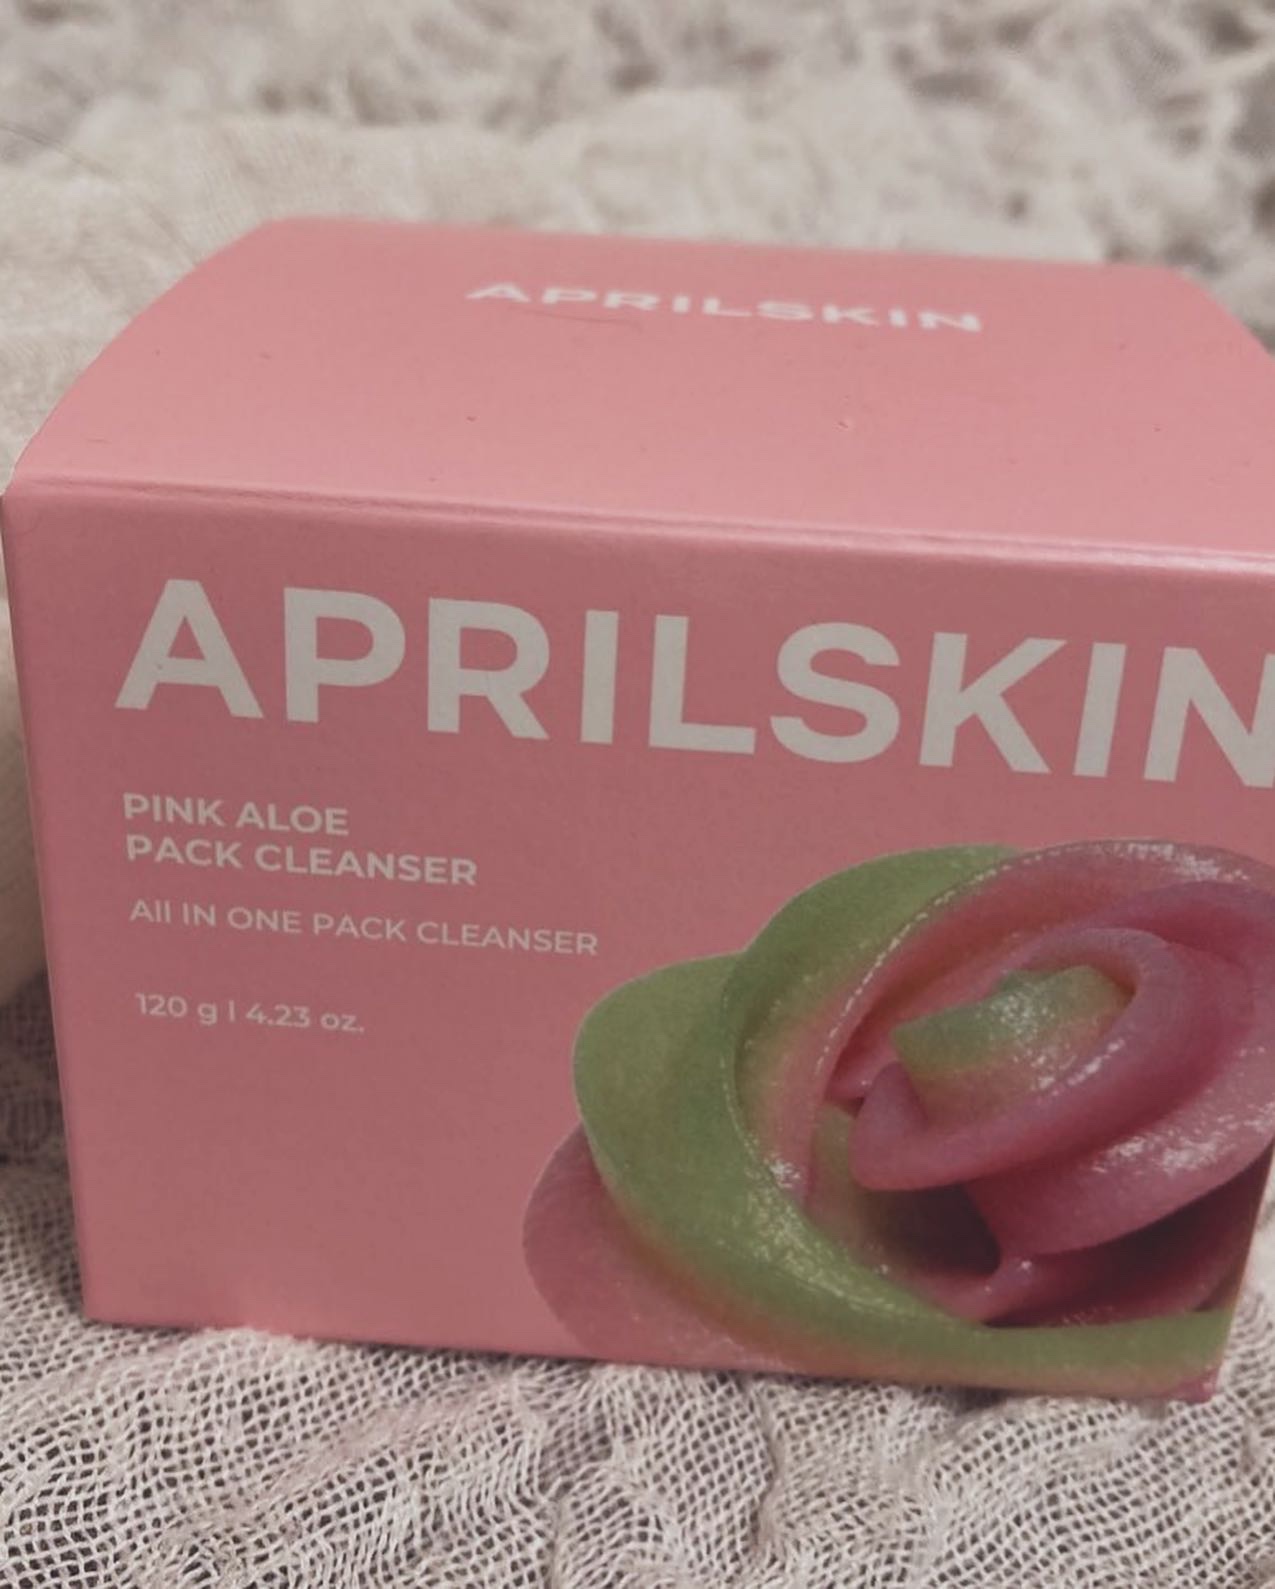 APRILSKIN
APRILSKIN
PINK ALOE
PACK CLEANSER
All IN ONE PACK CLEANSER
120 g | 4.23 oz.